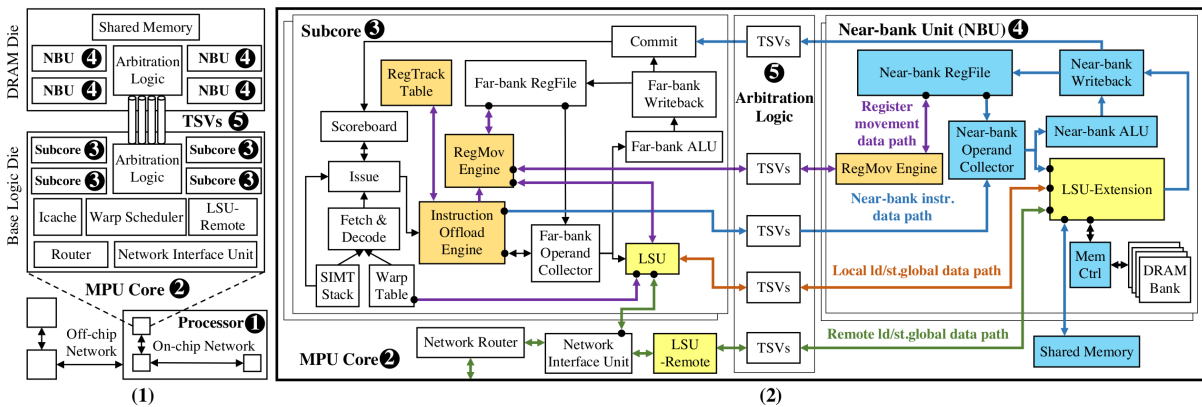 DRAM Die
Shared Memory
NBU 4
NBU 4
NBU 4
NBU 4
Arbitration
Logic
TSVs 5
Base Logic Die
Subcore 3
Subcore 3
Subcore 3
Subcore 3
Arbitration
Logic
Icache
Warp Scheduler
LSU-
Remote
Router
Network Interface Unit
MPU Core 2
Processor 1
Off-chip
Network
On-chip Network
(1)
Subcore 3
Commit
RegTrack
Table
Far-bank RegFile
Far-bank
Writeback
Scoreboard
Far-bank ALU
RegMov
Engine
Issue
Fetch &
Decode
Instruction
Offload
Engine
Far-bank
Operand
Collector
LSU
SIMT
Stack
Warp
Table
MPU Core 2
Network Router
Network
Interface Unit
LSU
-Remote
TSVs
5
Arbitration
Logic
TSVs
TSVs
TSVs
TSVs
Near-bank Unit (NBU) 4
Near-bank RegFile
Near-bank
Writeback
Register
movement
data path
Near-bank
Operand
Collector
Near-bank ALU
RegMov Engine
LSU-Extension
Near-bank instr.
data path
Local ld/st.global data path
Mem
Ctrl
DRAM
Bank
Remote ld/st.global data path
Shared Memory
(2)